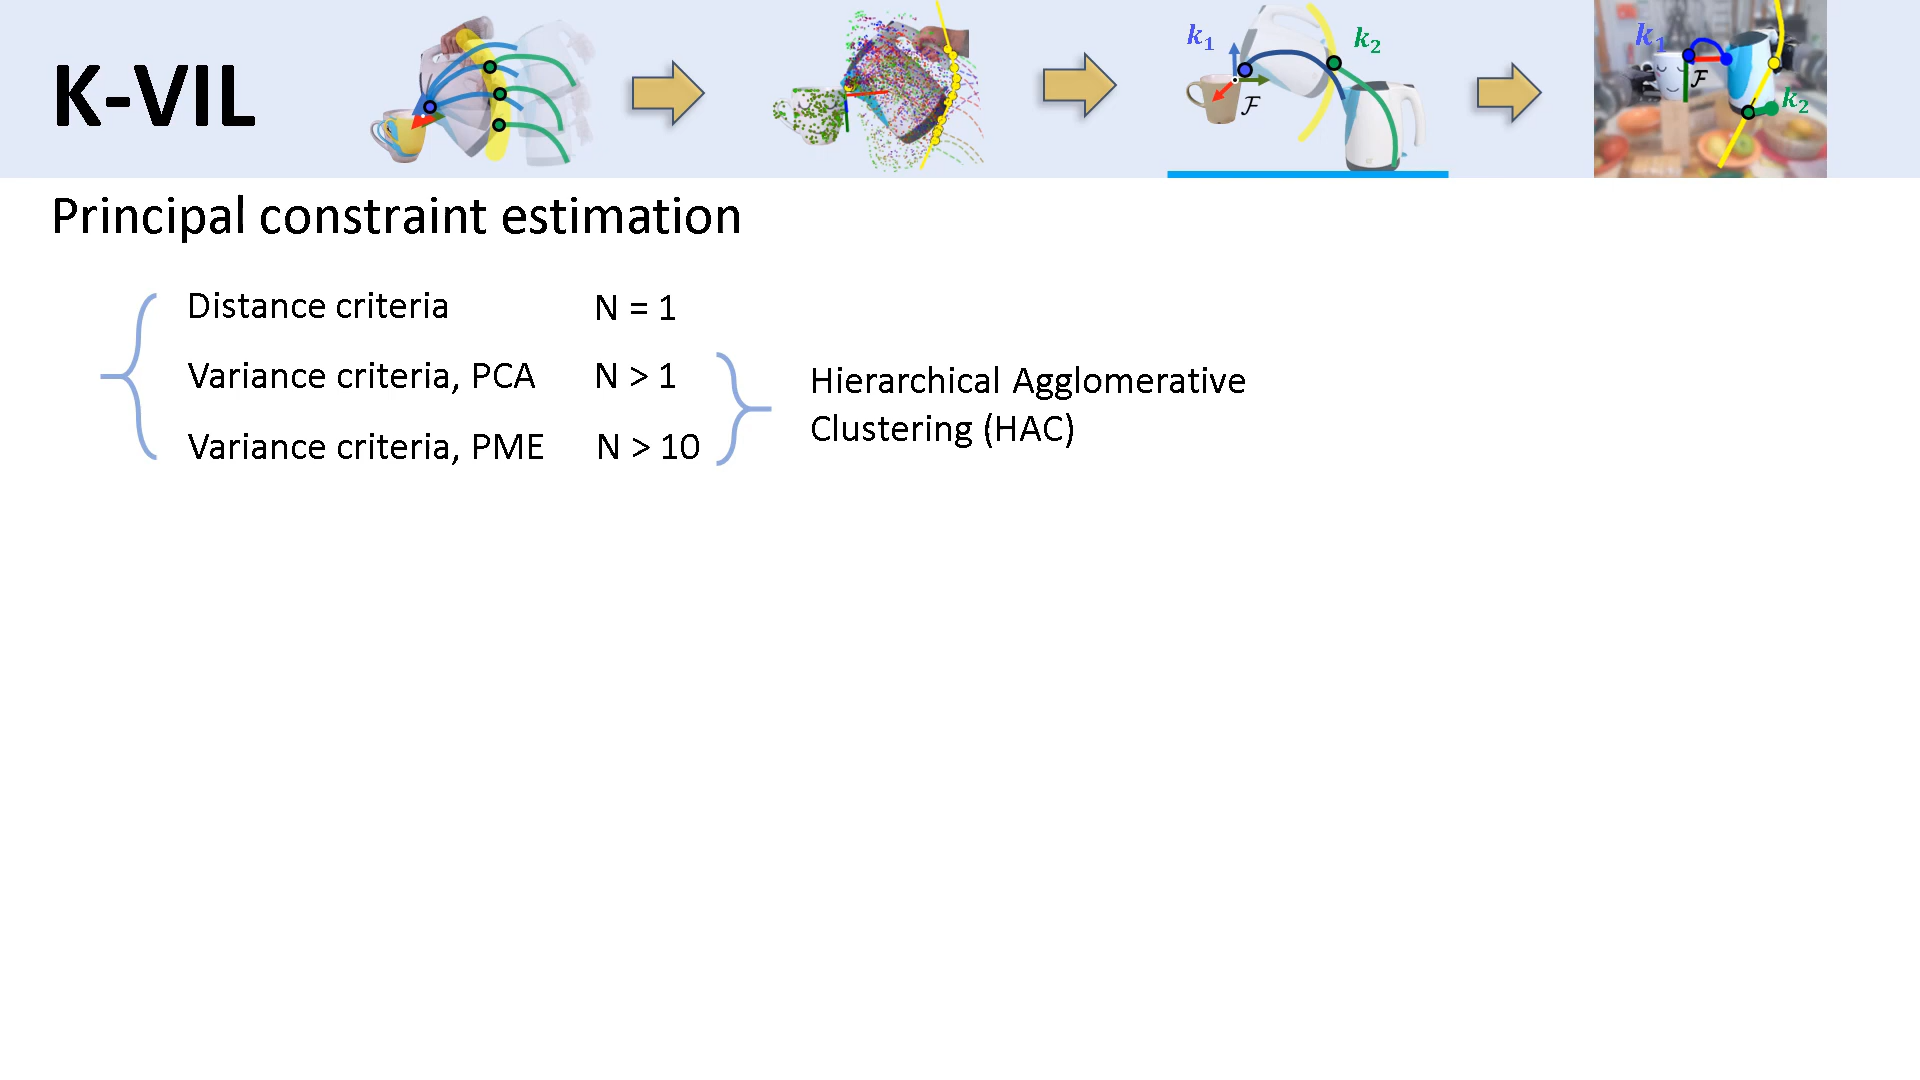 K-VIL
k1
k2
F
k1
F
k2
Principal constraint estimation
Distance criteria N = 1
Variance criteria, PCA N > 1
Variance criteria, PME N > 10
Hierarchical Agglomerative
Clustering (HAC)